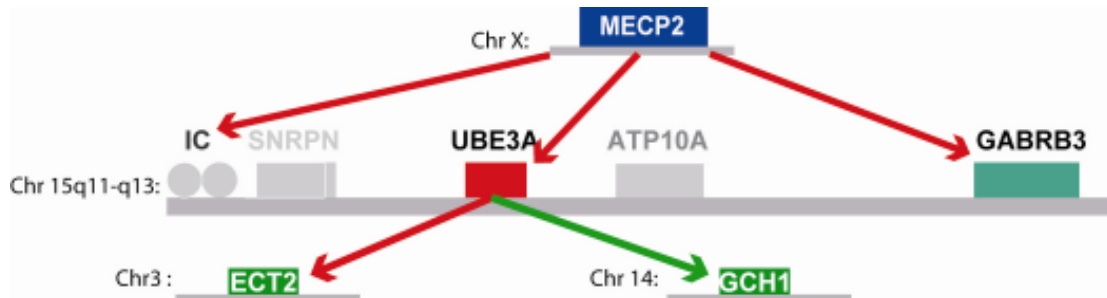 Chr X: MECP2
IC SNRPN UBE3A ATP10A GABRB3
Chr 15q11-q13:
Chr3 : ECT2 Chr 14: GCH1